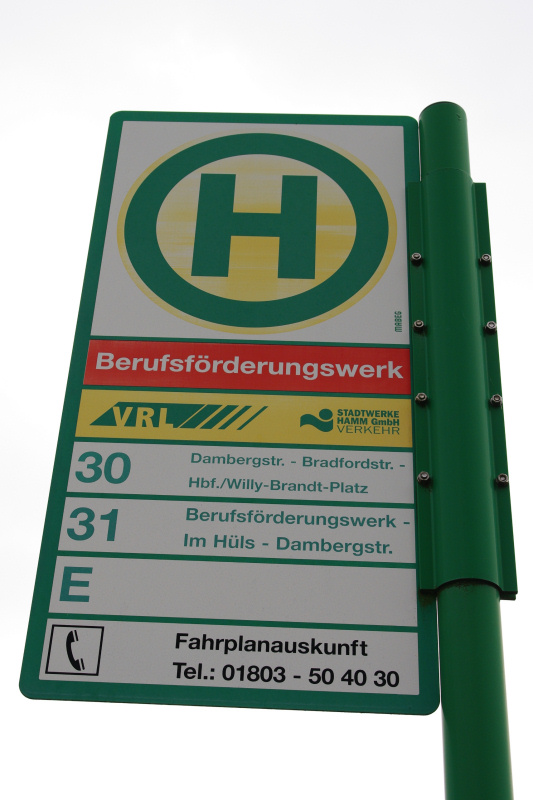 H
MABEG
Berufsförderungswerk
VRL
STADTWERKE
HAMM GmbH
VERKEHR
30
Dambergstr. - Bradfordstr. -
Hbf./Willy-Brandt-Platz
31
Berufsförderungswerk -
Im Hüls - Dambergstr.
E
Fahrplanauskunft
Tel.: 01803 - 50 40 30